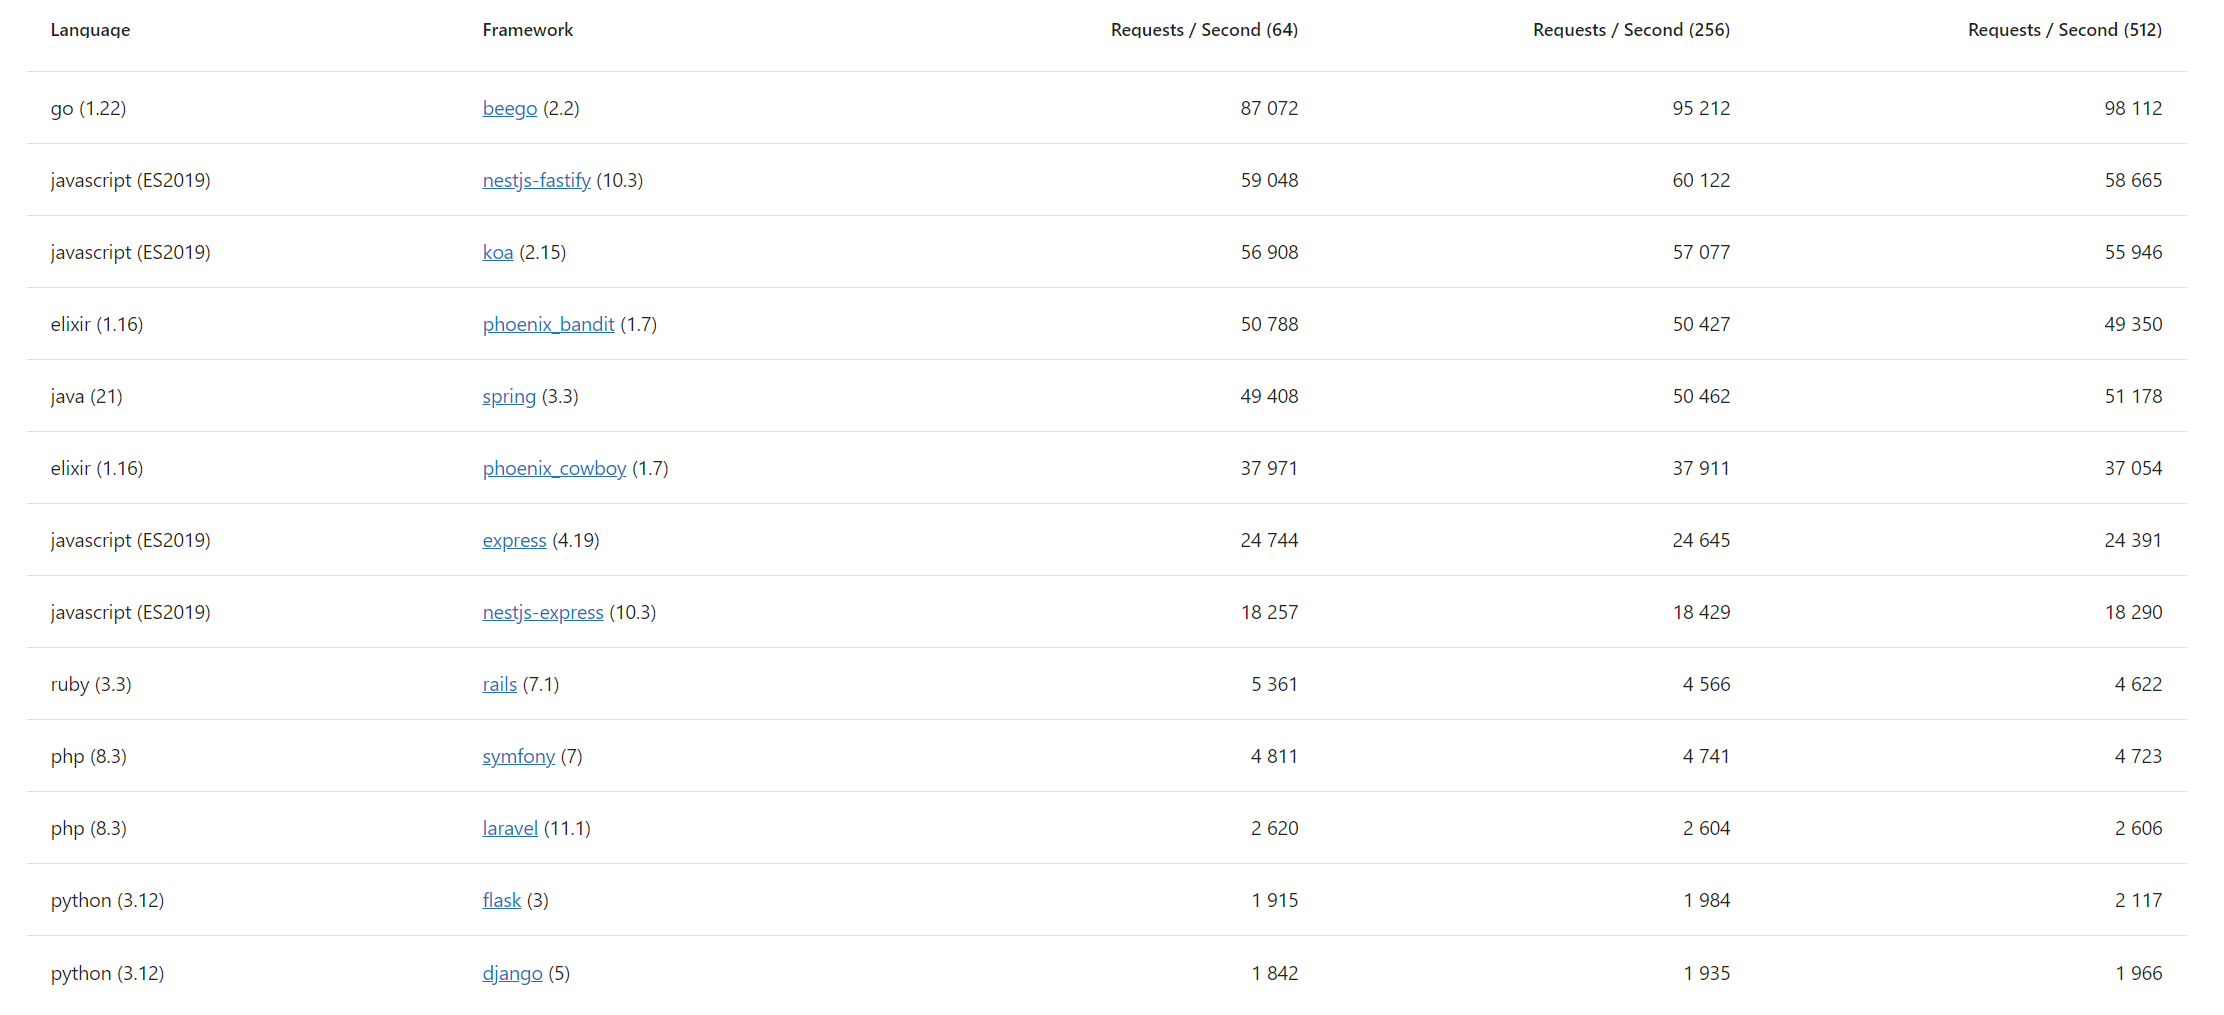 Language Framework Requests / Second (64) Requests / Second (256) Requests / Second (512)
go (1.22) beego (2.2) 87 072 95 212 98 112
javascript (ES2019) nestjs-fastify (10.3) 59 048 60 122 58 665
javascript (ES2019) koa (2.15) 56 908 57 077 55 946
elixir (1.16) phoenix_bandit (1.7) 50 788 50 427 49 350
java (21) spring (3.3) 49 408 50 462 51 178
elixir (1.16) phoenix_cowboy (1.7) 37 971 37 911 37 054
javascript (ES2019) express (4.19) 24 744 24 645 24 391
javascript (ES2019) nestjs-express (10.3) 18 257 18 429 18 290
ruby (3.3) rails (7.1) 5 361 4 566 4 622
php (8.3) symfony (7) 4 811 4 741 4 723
php (8.3) laravel (11.1) 2 620 2 604 2 606
python (3.12) flask (3) 1 915 1 984 2 117
python (3.12) django (5) 1 842 1 935 1 966